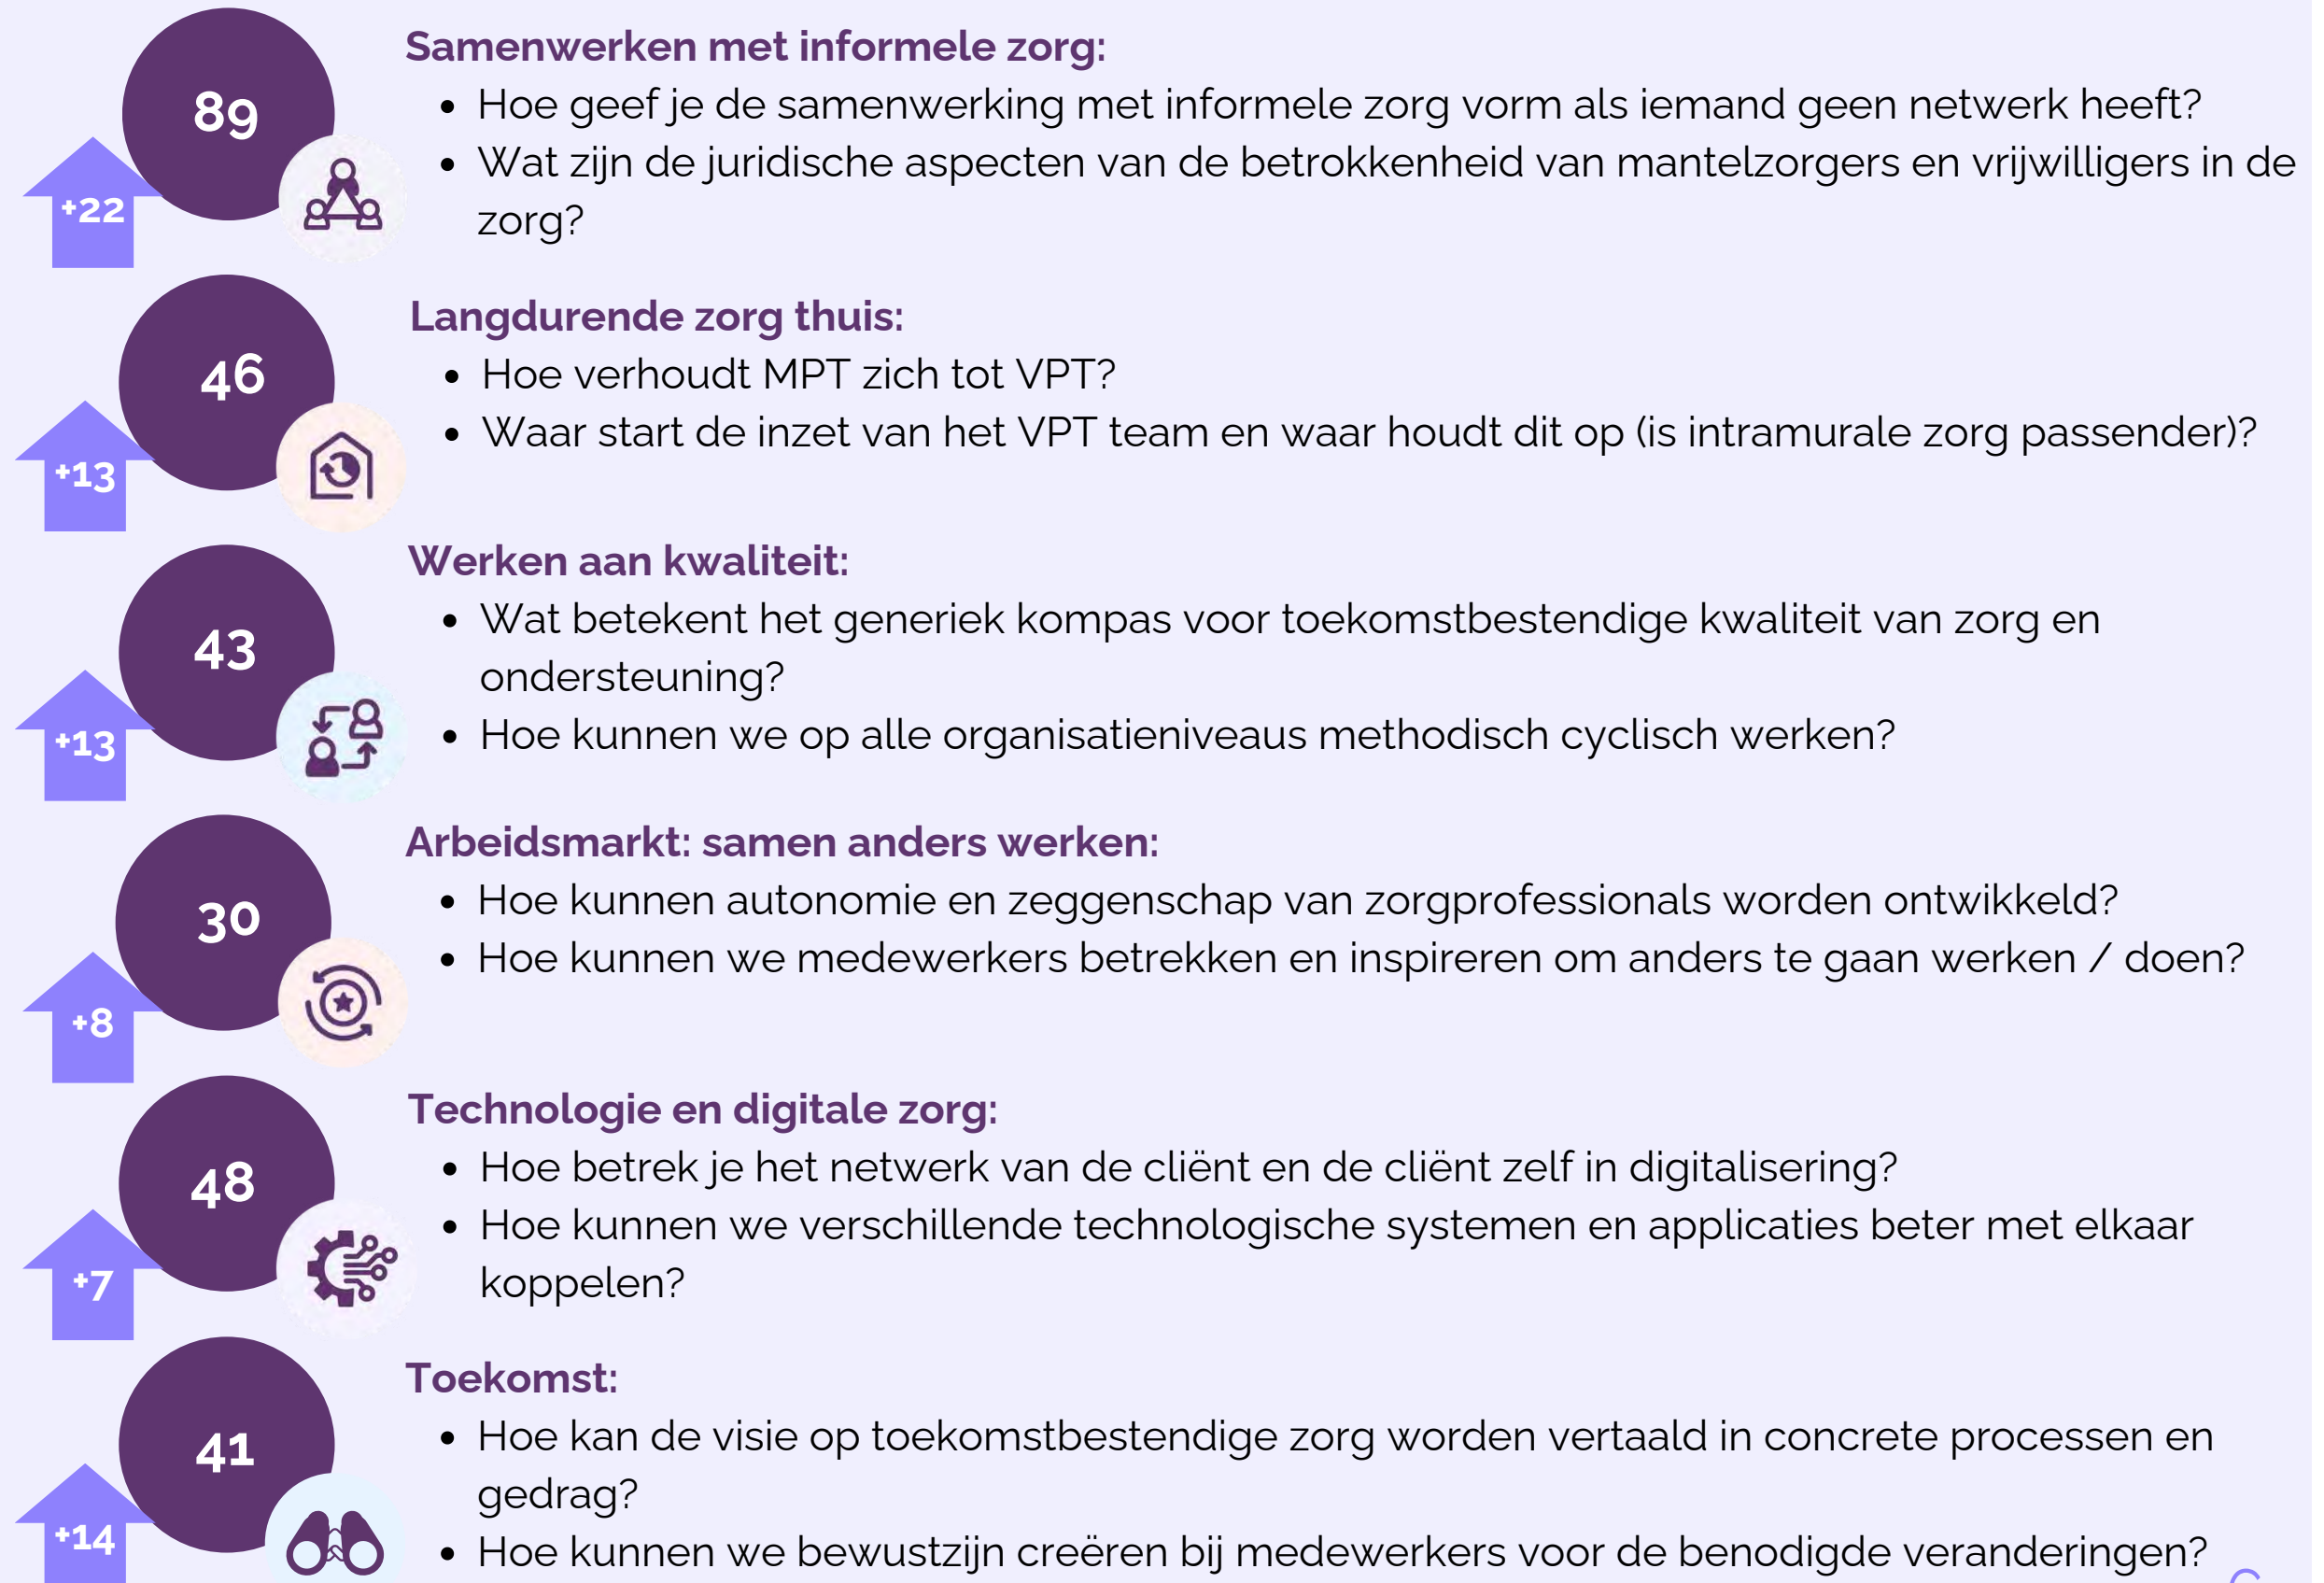 89
+22
Samenwerken met informele zorg:
Hoe geef je de samenwerking met informele zorg vorm als iemand geen netwerk heeft?
Wat zijn de juridische aspecten van de betrokkenheid van mantelzorgers en vrijwilligers in de
zorg?
46
+13
Langdurende zorg thuis:
Hoe verhoudt MPT zich tot VPT?
Waar start de inzet van het VPT team en waar houdt dit op (is intramurale zorg passender)?
43
+13
Werken aan kwaliteit:
Wat betekent het generiek kompas voor toekomstbestendige kwaliteit van zorg en
ondersteuning?
Hoe kunnen we op alle organisatieniveaus methodisch cyclisch werken?
30
+8
Arbeidsmarkt: samen anders werken:
Hoe kunnen autonomie en zeggenschap van zorgprofessionals worden ontwikkeld?
Hoe kunnen we medewerkers betrekken en inspireren om anders te gaan werken / doen?
48
+7
Technologie en digitale zorg:
Hoe betrek je het netwerk van de cliënt en de cliënt zelf in digitalisering?
Hoe kunnen we verschillende technologische systemen en applicaties beter met elkaar
koppelen?
41
+14
Toekomst:
Hoe kan de visie op toekomstbestendige zorg worden vertaald in concrete processen en
gedrag?
Hoe kunnen we bewustzijn creëren bij medewerkers voor de benodigde veranderingen?